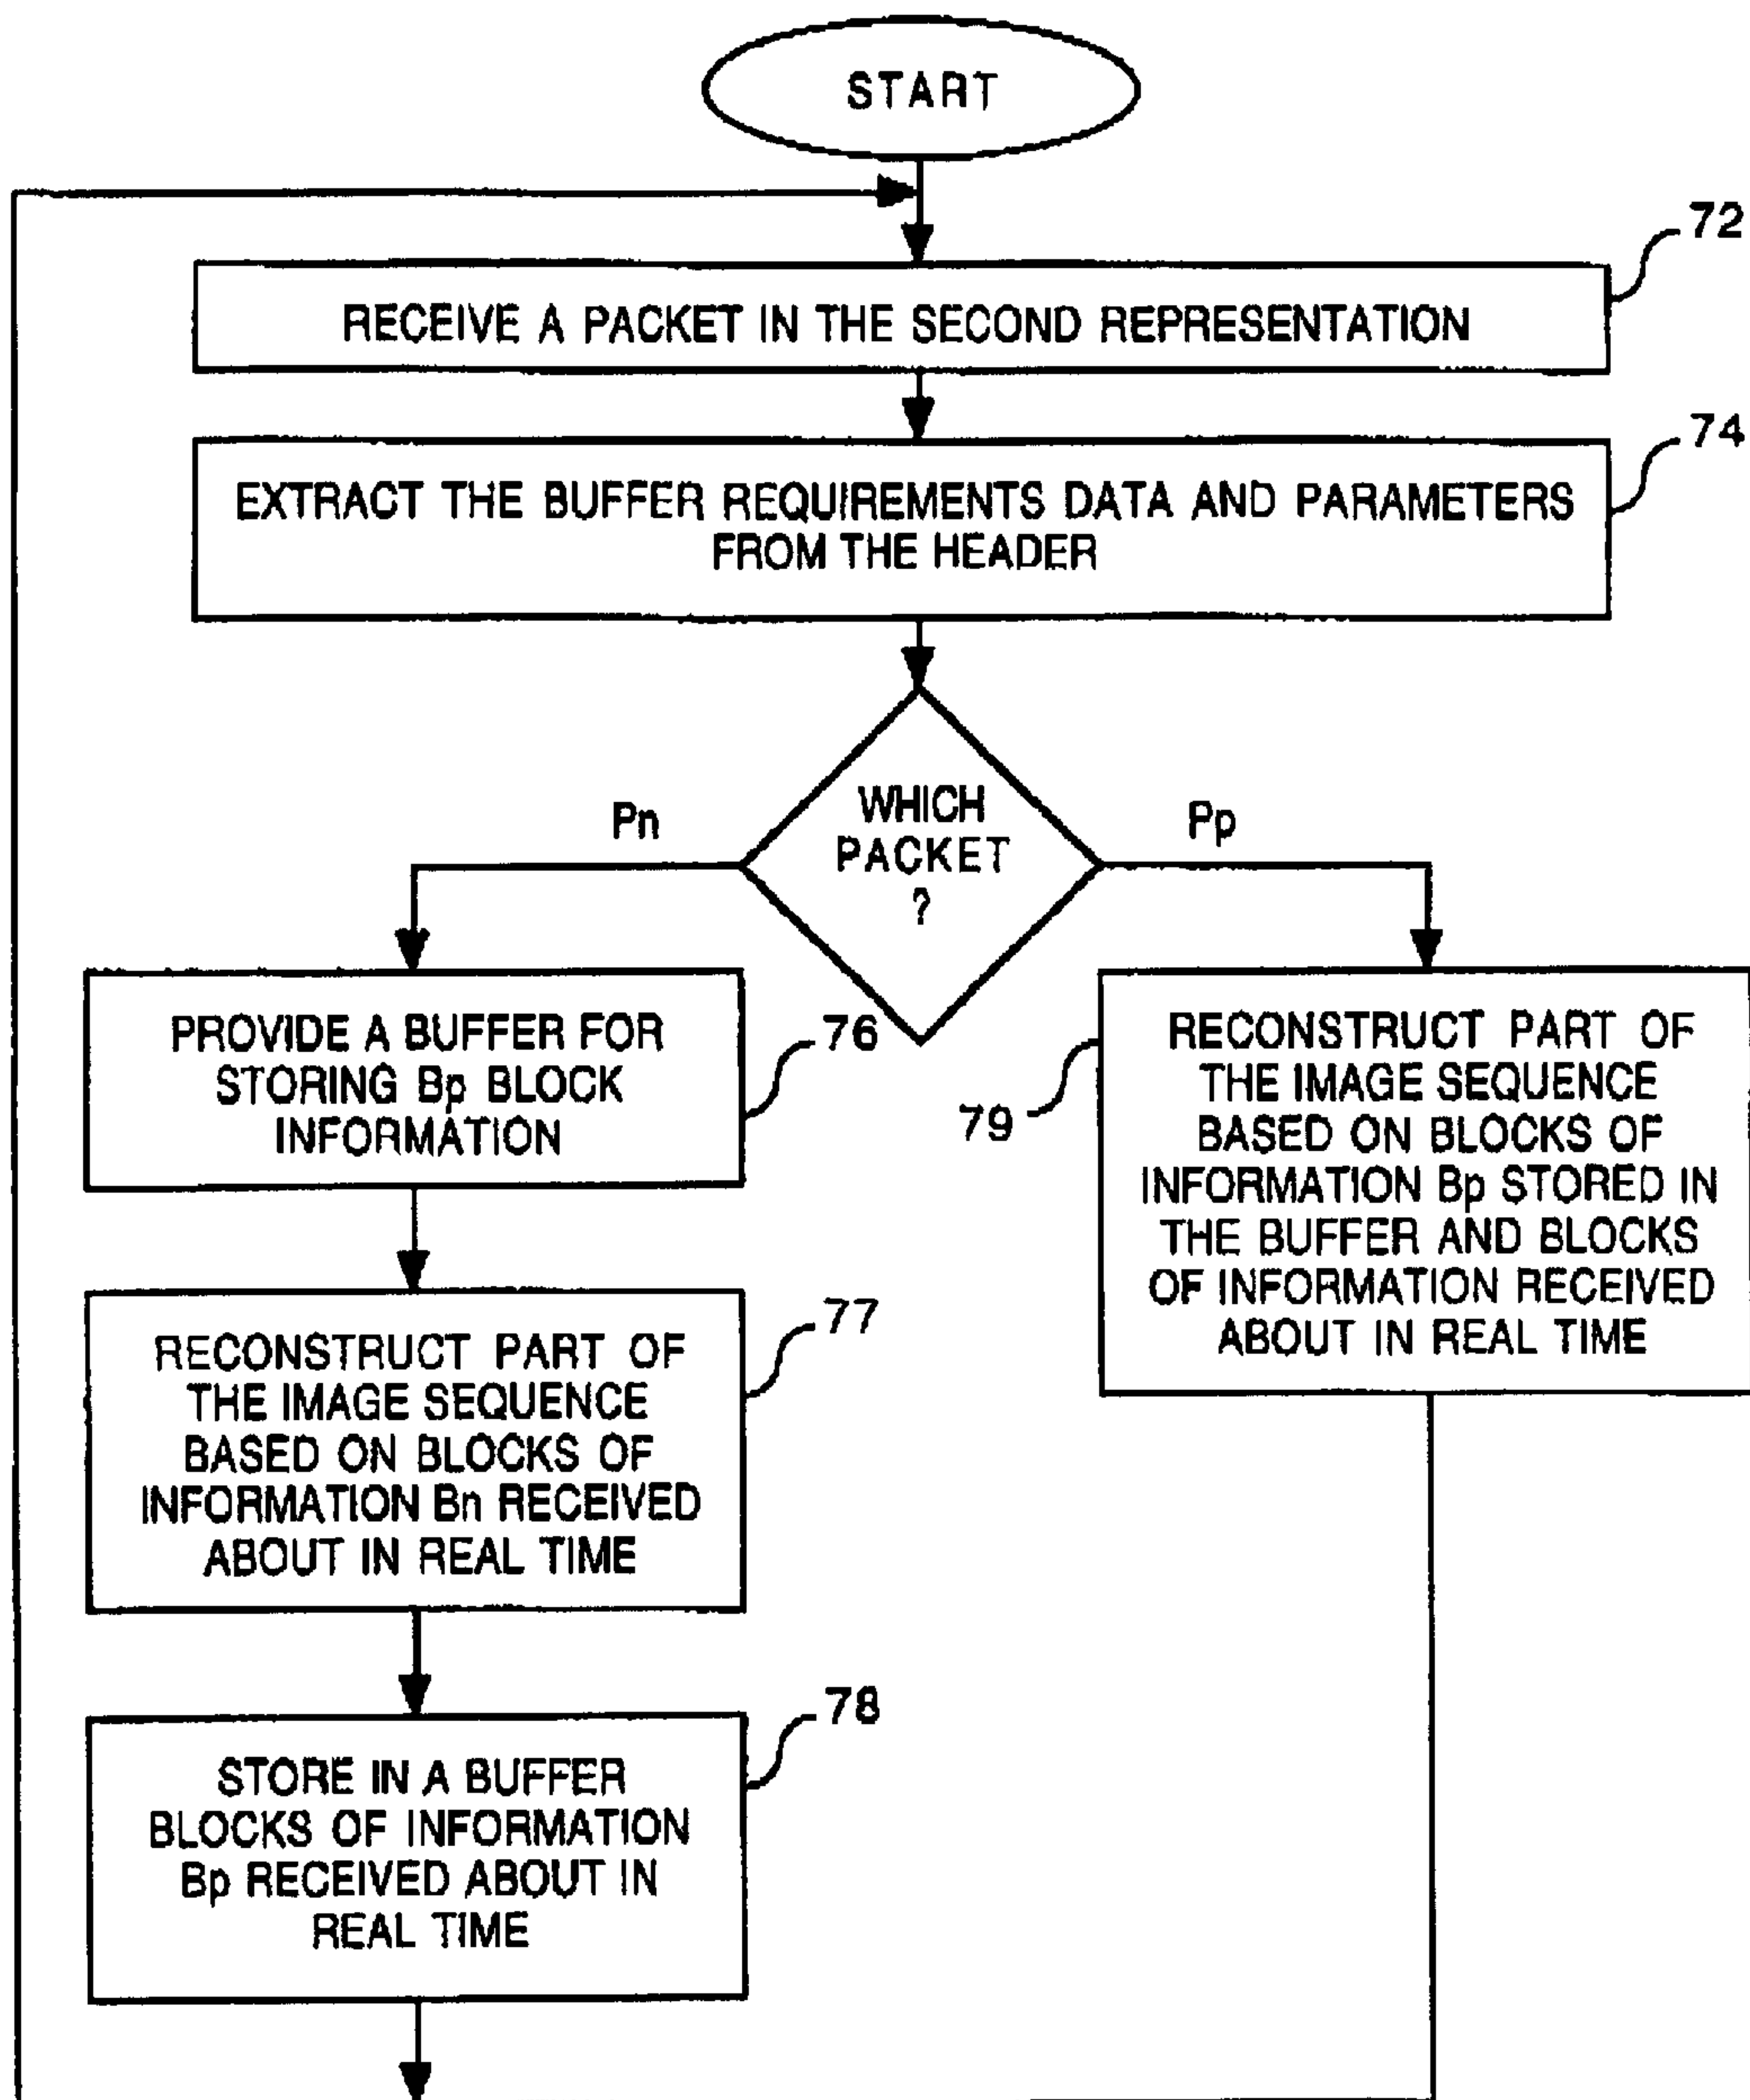 START
72
RECEIVE A PACKET IN THE SECOND REPRESENTATION
74
EXTRACT THE BUFFER REQUIREMENTS DATA AND PARAMETERS
FROM THE HEADER
WHICH
PACKET
?
Pn
Pp
PROVIDE A BUFFER FOR
STORING Bp BLOCK
INFORMATION
76
79
RECONSTRUCT PART OF
THE IMAGE SEQUENCE
BASED ON BLOCKS OF
INFORMATION Bp STORED IN
THE BUFFER AND BLOCKS
OF INFORMATION RECEIVED
ABOUT IN REAL TIME
77
RECONSTRUCT PART OF
THE IMAGE SEQUENCE
BASED ON BLOCKS OF
INFORMATION Bn RECEIVED
ABOUT IN REAL TIME
78
STORE IN A BUFFER
BLOCKS OF INFORMATION
Bp RECEIVED ABOUT IN
REAL TIME